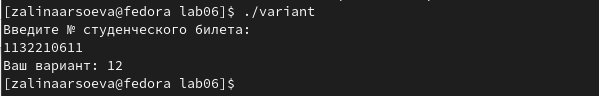 [zalinaarsoeva@fedora lab06]$ ./variant
Введите № студенческого билета:
1132210611
Ваш вариант: 12
[zalinaarsoeva@fedora lab06]$